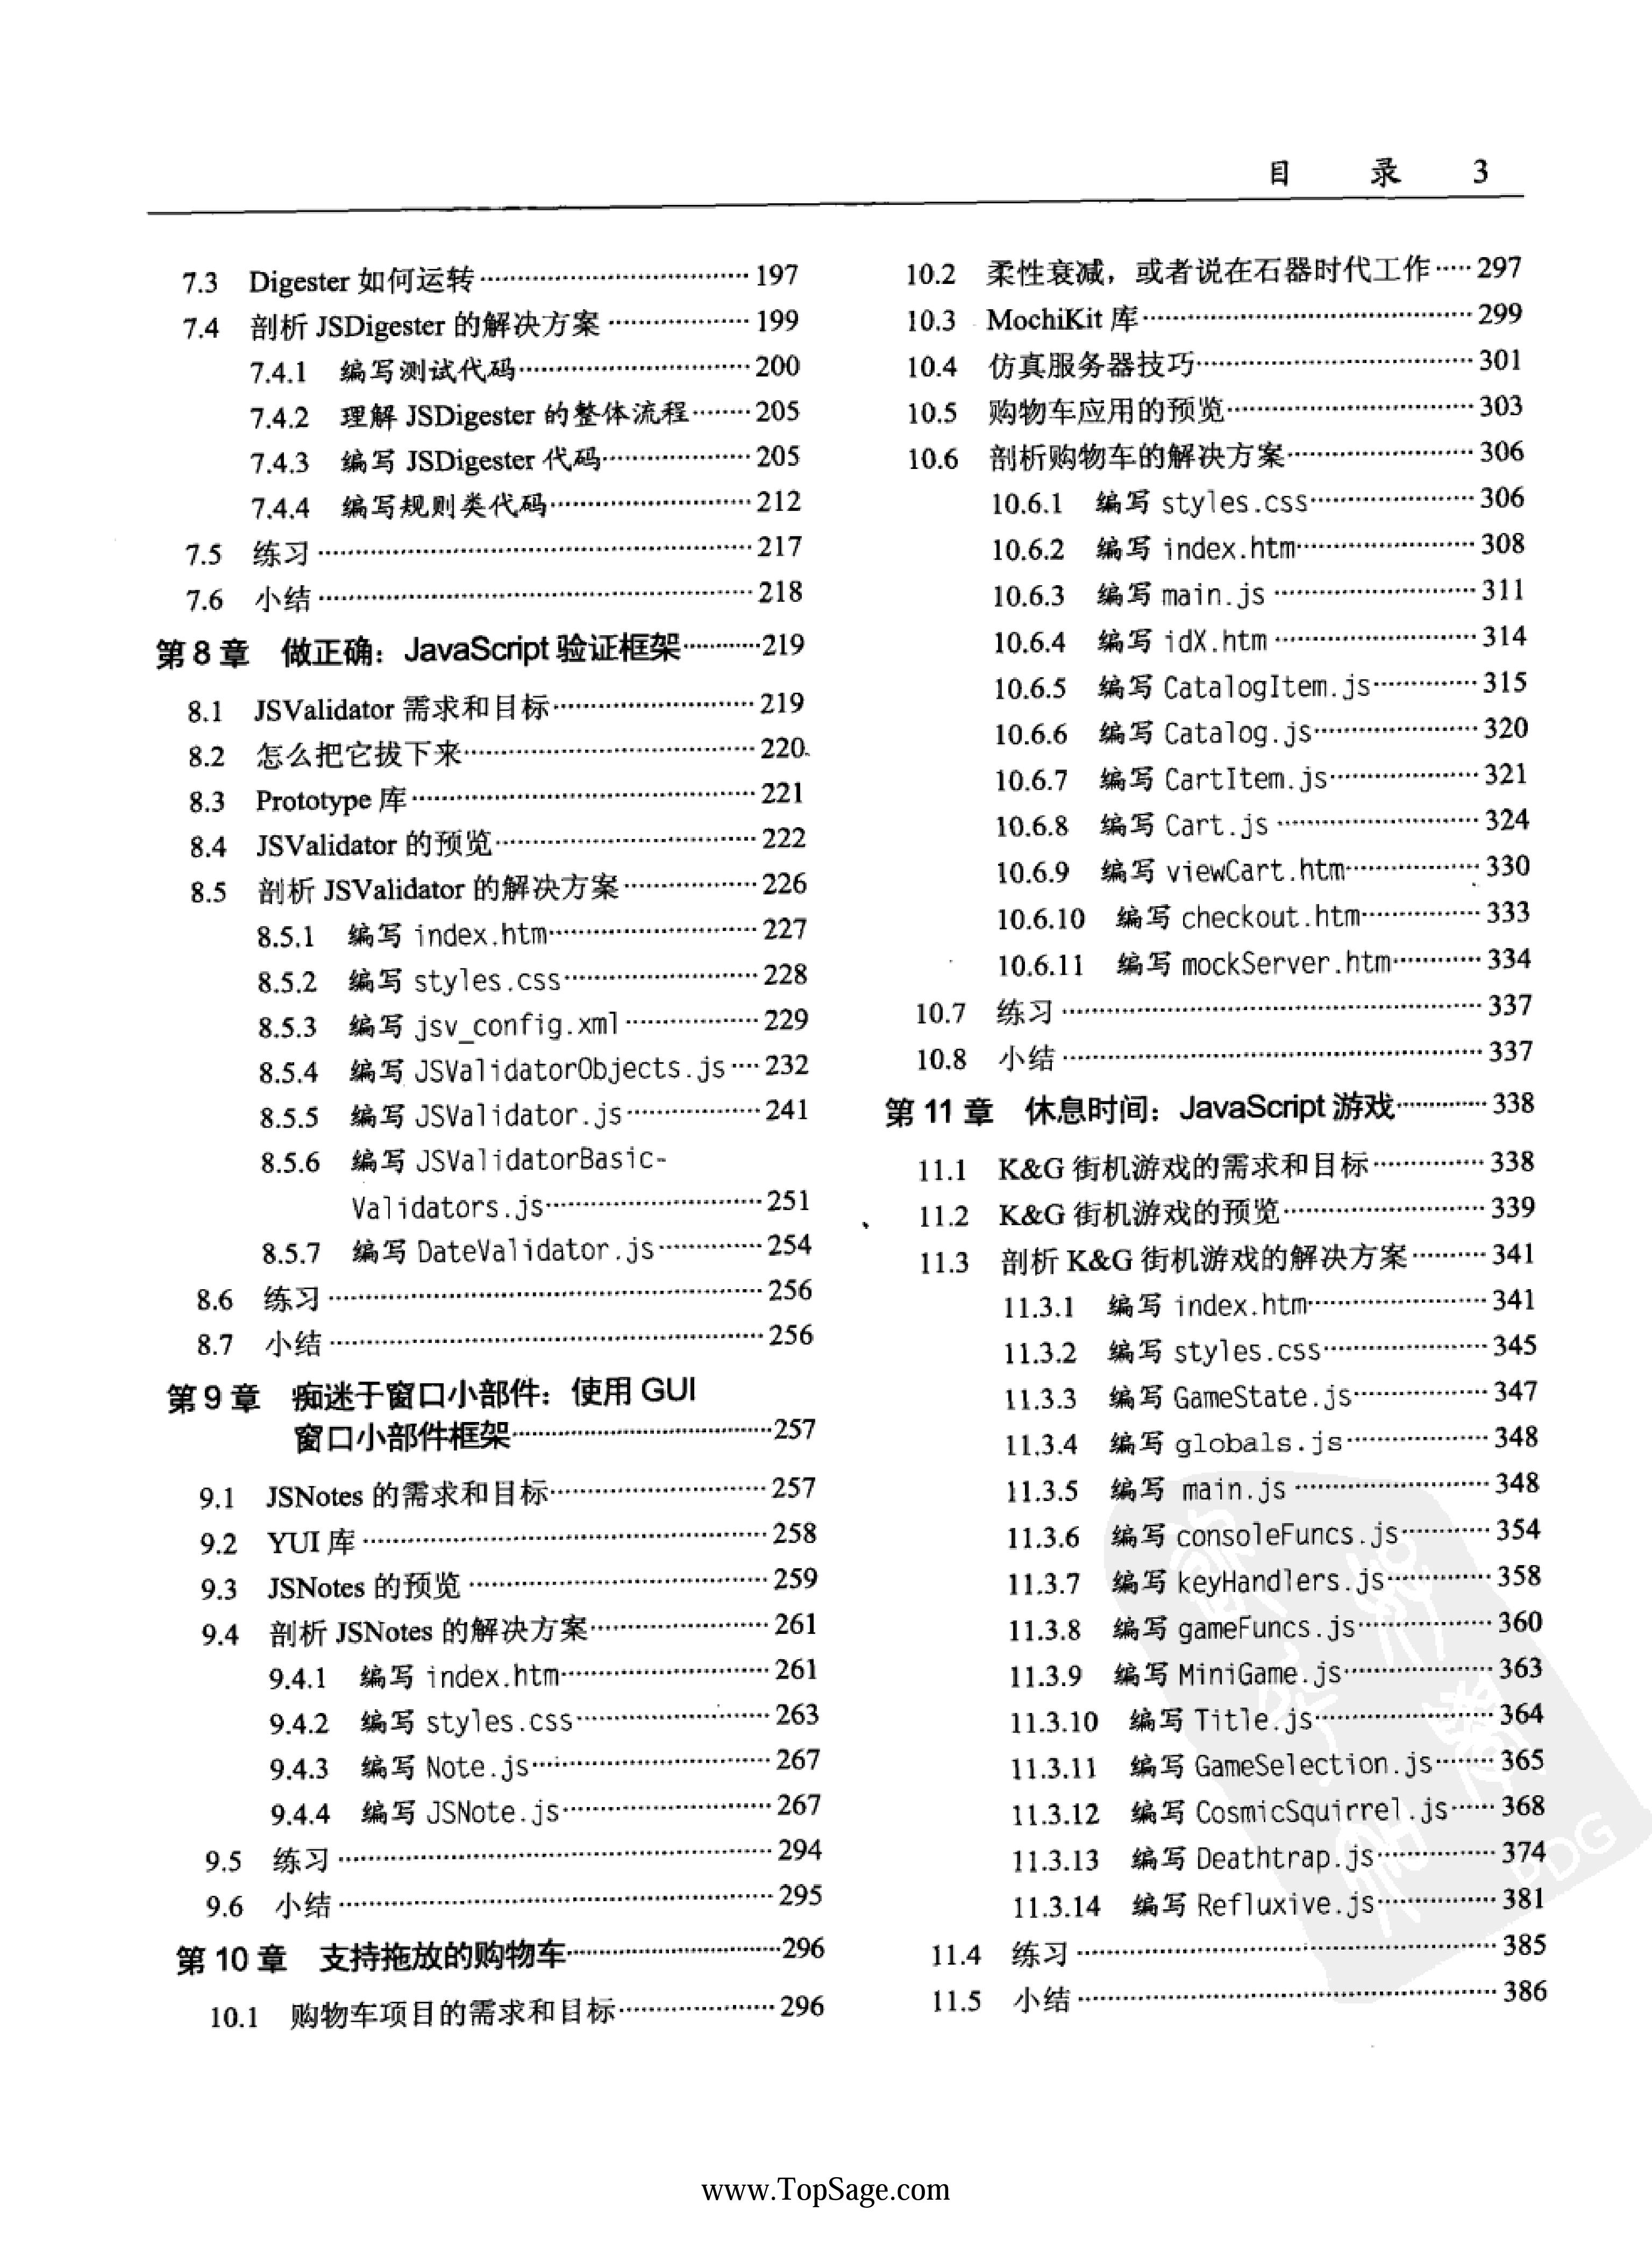 目 录 3
7.3 Digester 如何运转 197
7.4 剖析 JSDigester 的解决方案 199
7.4.1 编写测试代码 200
7.4.2 理解 JSDigester 的整体流程 205
7.4.3 编写 JSDigester 代码 205
7.4.4 编写规则类代码 212
7.5 练习 217
7.6 小结 218
第 8 章 做正确：JavaScript 验证框架 219
8.1 JSValidator 需求和目标 219
8.2 怎么把它拔下来 220
8.3 Prototype 库 221
8.4 JSValidator 的预览 222
8.5 剖析 JSValidator 的解决方案 226
8.5.1 编写 index.htm 227
8.5.2 编写 styles.css 228
8.5.3 编写 jsv_config.xml 229
8.5.4 编写 JSValidatorObjects.js 232
8.5.5 编写 JSValidator.js 241
8.5.6 编写 JSValidatorBasic-
Validators.js 251
8.5.7 编写 DateValidator.js 254
8.6 练习 256
8.7 小结 256
第 9 章 痴迷于窗口小部件：使用 GUI
窗口小部件框架 257
9.1 JSNotes 的需求和目标 257
9.2 YUI 库 258
9.3 JSNotes 的预览 259
9.4 剖析 JSNotes 的解决方案 261
9.4.1 编写 index.htm 261
9.4.2 编写 styles.css 263
9.4.3 编写 Note.js 267
9.4.4 编写 JSNote.js 267
9.5 练习 294
9.6 小结 295
第 10 章 支持拖放的购物车 296
10.1 购物车项目的需求和目标 296
10.2 柔性衰减，或者说在石器时代工作 297
10.3 MochiKit 库 299
10.4 仿真服务器技巧 301
10.5 购物车应用的预览 303
10.6 剖析购物车的解决方案 306
10.6.1 编写 styles.css 306
10.6.2 编写 index.htm 308
10.6.3 编写 main.js 311
10.6.4 编写 idX.htm 314
10.6.5 编写 CatalogItem.js 315
10.6.6 编写 Catalog.js 320
10.6.7 编写 CartItem.js 321
10.6.8 编写 Cart.js 324
10.6.9 编写 viewCart.htm 330
10.6.10 编写 checkout.htm 333
10.6.11 编写 mockServer.htm 334
10.7 练习 337
10.8 小结 337
第 11 章 休息时间：JavaScript 游戏 338
11.1 K&G 街机游戏的需求和目标 338
11.2 K&G 街机游戏的预览 339
11.3 剖析 K&G 街机游戏的解决方案 341
11.3.1 编写 index.htm 341
11.3.2 编写 styles.css 345
11.3.3 编写 GameState.js 347
11.3.4 编写 globals.js 348
11.3.5 编写 main.js 348
11.3.6 编写 consoleFuncs.js 354
11.3.7 编写 keyHandlers.js 358
11.3.8 编写 gameFuncs.js 360
11.3.9 编写 MiniGame.js 363
11.3.10 编写 Title.js 364
11.3.11 编写 GameSelection.js 365
11.3.12 编写 CosmicSquirrel.js 368
11.3.13 编写 Deathtrap.js 374
11.3.14 编写 Refluxive.js 381
11.4 练习 385
11.5 小结 386
PDG
www.TopSage.com